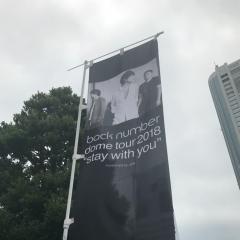 back number
dome tour 2018
"stay with you"